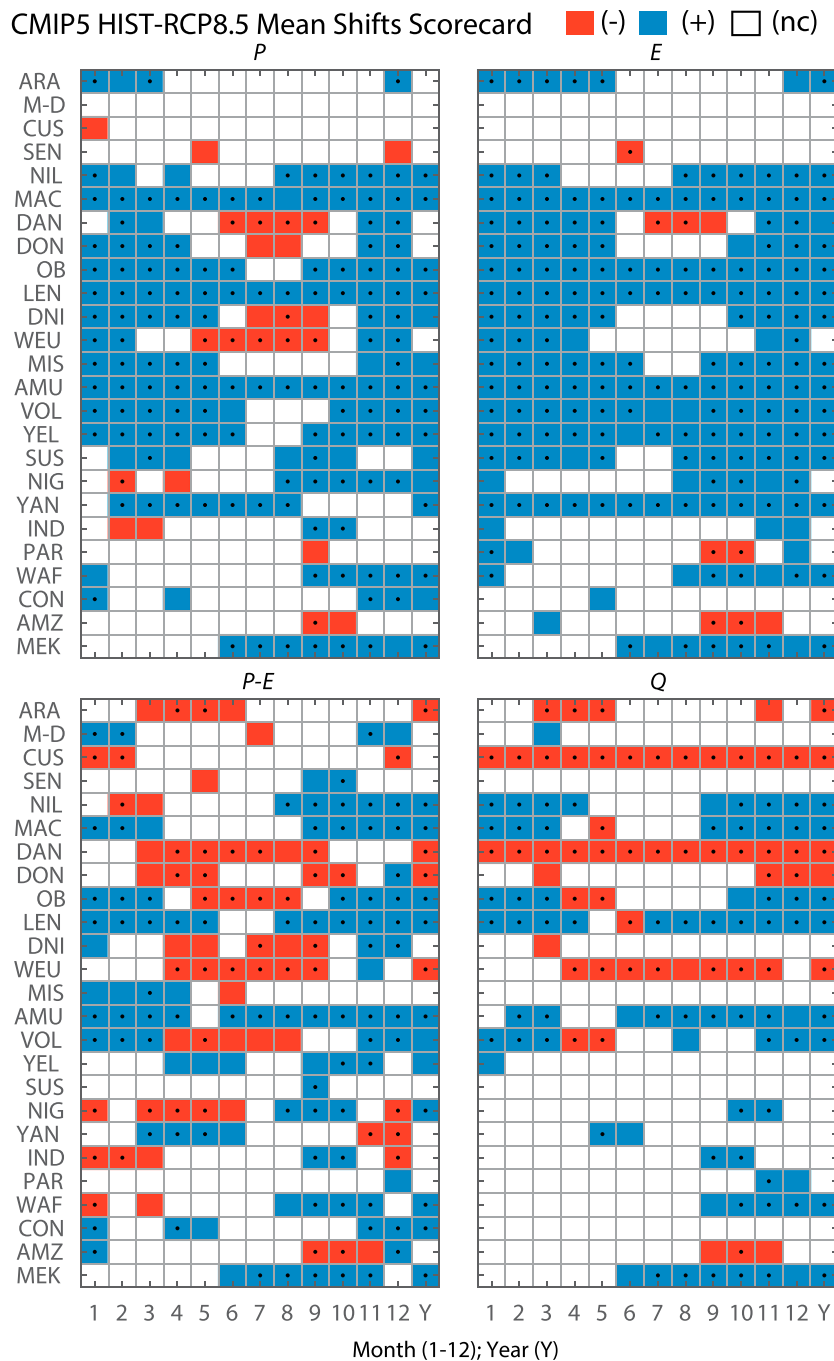 CMIP5 HIST-RCP8.5 Mean Shifts Scorecard (-) (+) (nc)
P E
ARA
M-D
CUS
SEN
NIL
MAC
DAN
DON
OB
LEN
DNI
WEU
MIS
AMU
VOL
YEL
SUS
NIG
YAN
IND
PAR
WAF
CON
AMZ
MEK
P-E Q
ARA
M-D
CUS
SEN
NIL
MAC
DAN
DON
OB
LEN
DNI
WEU
MIS
AMU
VOL
YEL
SUS
NIG
YAN
IND
PAR
WAF
CON
AMZ
MEK
1 2 3 4 5 6 7 8 9 10 11 12 Y 1 2 3 4 5 6 7 8 9 10 11 12 Y
Month (1-12); Year (Y)